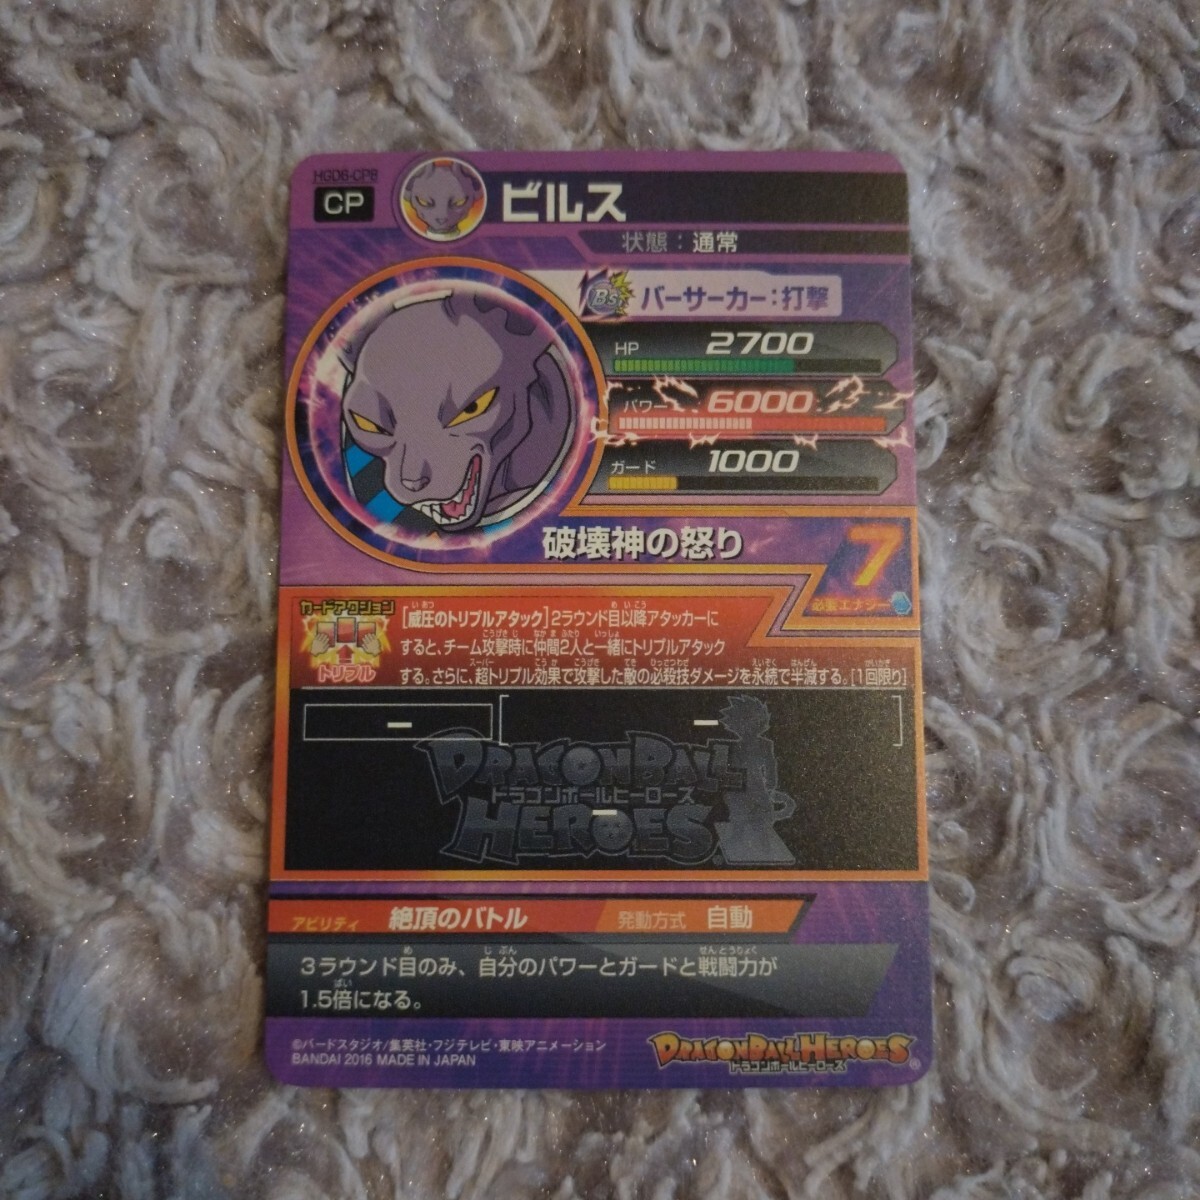 HGD6-CP8
CP
ビルス
状態：通常
Bs
バーサーカー：打撃
HP 2700
パワー 6000
ガード 1000
破壊神の怒り
7
必要エナジー
カードアクション
トリプル
[威圧のトリプルアタック]2ラウンド目以降アタッカーに
すると、チーム攻撃時に仲間2人と一緒にトリプルアタック
する。さらに、超トリプル効果で攻撃した敵の必殺技ダメージを永続で半減する。[1回限り]
ー ー
DRAGONBALL
ドラゴンボールヒーローズ
HEROES
ー
アビリティ 絶頂のバトル 発動方式 自動
3ラウンド目のみ、自分のパワーとガードと戦闘力が
1.5倍になる。
©バードスタジオ/集英社・フジテレビ・東映アニメーション
BANDAI 2016 MADE IN JAPAN
DRAGONBALL HEROES
ドラゴンボールヒーローズ